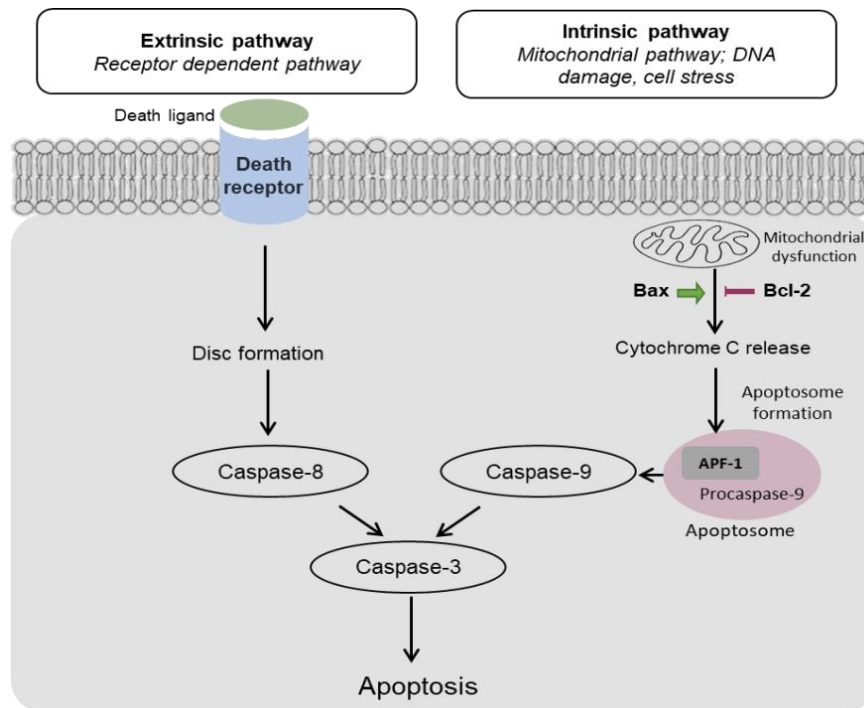 Extrinsic pathway
Receptor dependent pathway
Intrinsic pathway
Mitochondrial pathway; DNA
damage, cell stress
Death ligand
Death
receptor
Mitochondrial
dysfunction
Bax
Bcl-2
Disc formation
Cytochrome C release
Apoptosome
formation
Caspase-8
Caspase-9
APF-1
Procaspase-9
Apoptosome
Caspase-3
Apoptosis